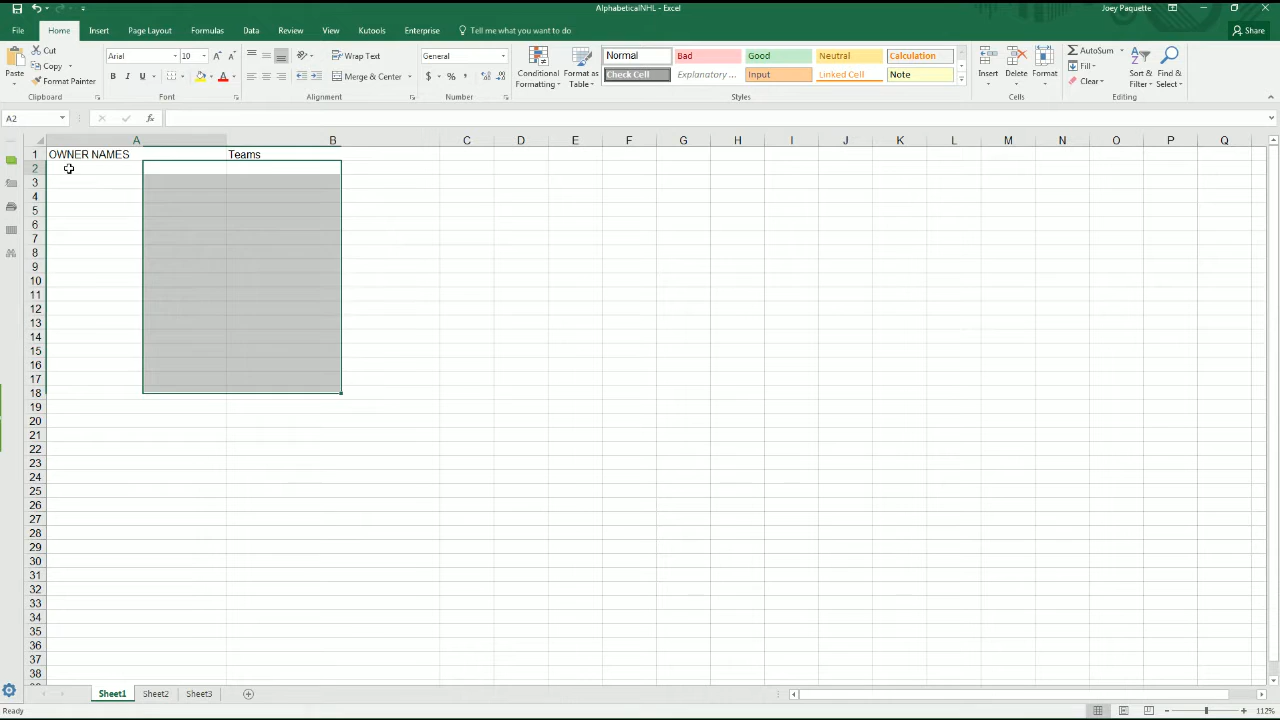 AlphabeticalNHL - Excel
Joey Paquette
File Home Insert Page Layout Formulas Data Review View Kutools Enterprise Tell me what you want to do Share
Paste Cut Copy Format Painter Clipboard
Arial 10 B I U A Font
Wrap Text Merge & Center Alignment
General $ % Number
Conditional Formatting Format as Table
Normal Bad Good Neutral Calculation
Check Cell Explanatory ... Input Linked Cell Note
Styles
Insert Delete Format Cells
AutoSum Fill Clear Sort & Filter Find & Select Editing
A2 fx
A B C D E F G H I J K L M N O P Q
1 OWNER NAMES Teams
2
3
4
5
6
7
8
9
10
11
12
13
14
15
16
17
18
19
20
21
22
23
24
25
26
27
28
29
30
31
32
33
34
35
36
37
38
Sheet1 Sheet2 Sheet3
Ready 112%